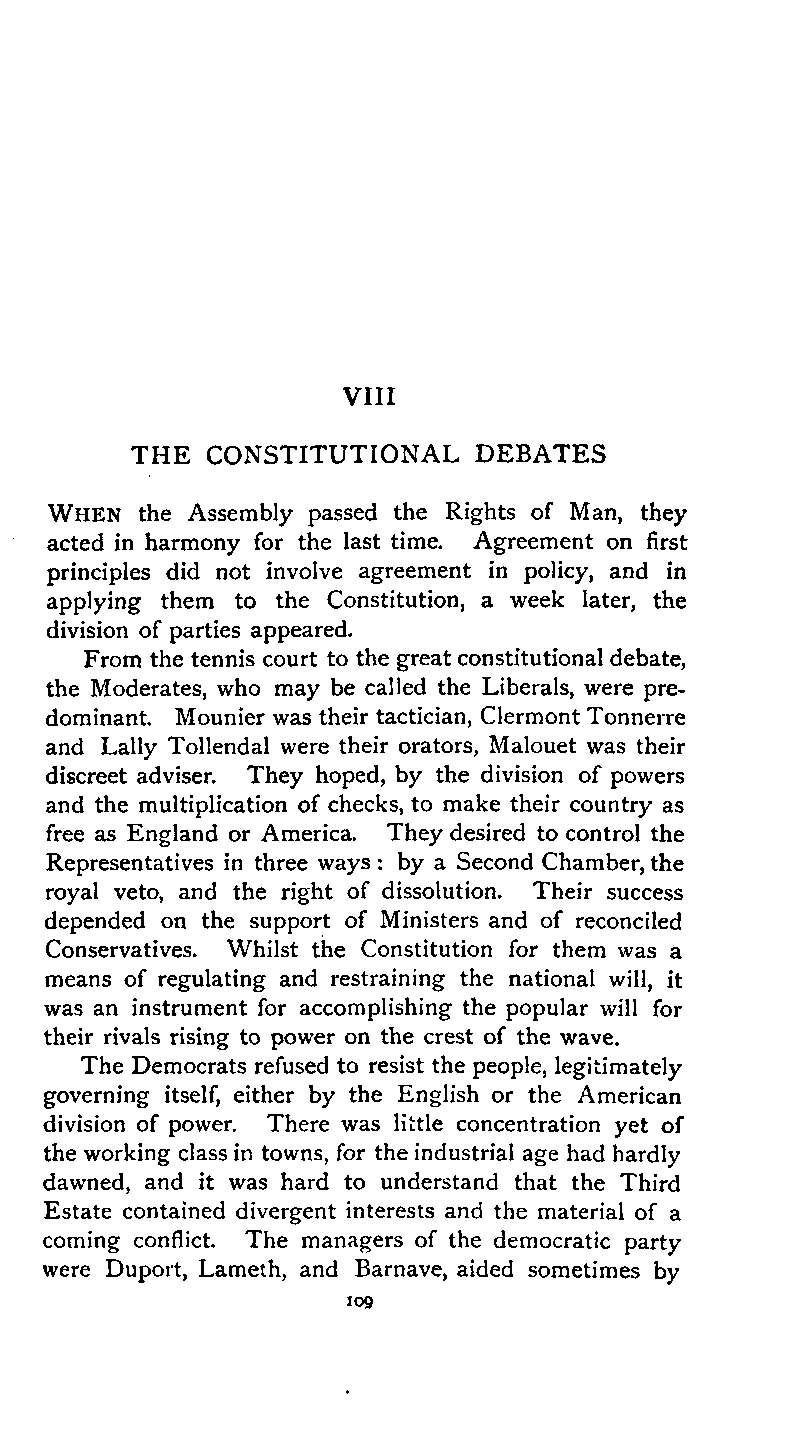 VIII
THE CONSTITUTIONAL DEBATES
WHEN the Assembly passed the Rights of Man, they
acted in harmony for the last time. Agreement on first
principles did not involve agreement in policy, and in
applying them to the Constitution, a week later, the
division of parties appeared.
From the tennis court to the great constitutional debate,
the Moderates, who may be called the Liberals, were pre-
dominant. Mounier was their tactician, Clermont Tonnerre
and Lally Tollendal were their orators, Malouet was their
discreet adviser. They hoped, by the division of powers
and the multiplication of checks, to make their country as
free as England or America. They desired to control the
Representatives in three ways : by a Second Chamber, the
royal veto, and the right of dissolution. Their success
depended on the support of Ministers and of reconciled
Conservatives. Whilst the Constitution for them was a
means of regulating and restraining the national will, it
was an instrument for accomplishing the popular will for
their rivals rising to power on the crest of the wave.
The Democrats refused to resist the people, legitimately
governing itself, either by the English or the American
division of power. There was little concentration yet of
the working class in towns, for the industrial age had hardly
dawned, and it was hard to understand that the Third
Estate contained divergent interests and the material of a
coming conflict. The managers of the democratic party
were Duport, Lameth, and Barnave, aided sometimes by
109